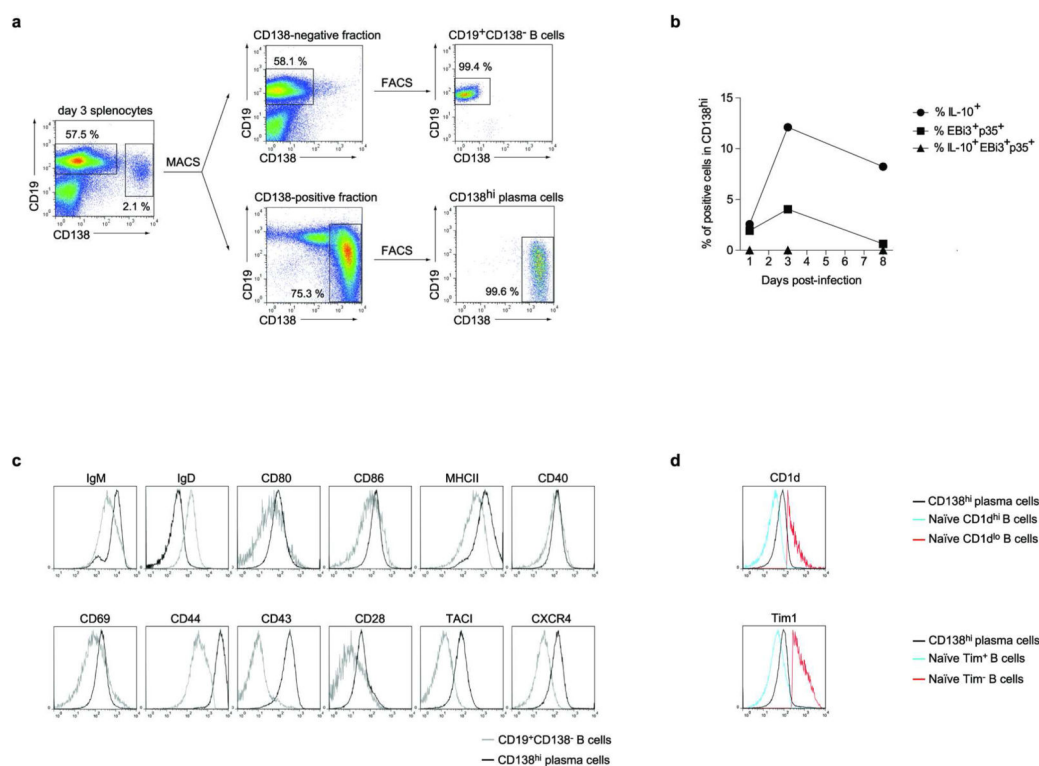 a
CD138-negative fraction
58.1 %
CD19
CD138
FACS
CD19⁺CD138⁻ B cells
99.4 %
CD19
CD138
day 3 splenocytes
57.5 %
2.1 %
CD19
CD138
MACS
CD138-positive fraction
75.3 %
CD19
CD138
FACS
CD138ʰⁱ plasma cells
99.6 %
CD19
CD138
b
% of positive cells in CD138ʰⁱ
15
10
5
0
1 2 3 4 5 6 7 8
Days post-infection
% IL-10⁺
% EBi3⁺p35⁺
% IL-10⁺EBi3⁺p35⁺
c
IgM IgD CD80 CD86 MHCII CD40
CD69 CD44 CD43 CD28 TACI CXCR4
CD19⁺CD138⁻ B cells
CD138ʰⁱ plasma cells
d
CD1d
CD138ʰⁱ plasma cells
Naïve CD1dʰⁱ B cells
Naïve CD1dˡᵒ B cells
Tim1
CD138ʰⁱ plasma cells
Naïve Tim⁺ B cells
Naïve Tim⁻ B cells